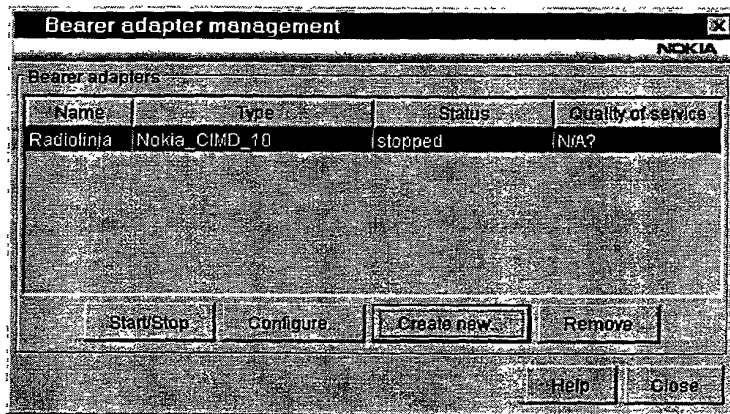 Bearer adapter management
NOKIA
Bearer adapters
Name Type Status Quality of service
Radiolinja Nokia_CIMD_10 stopped N/A?
Start/Stop Configure... Create new... Remove...
Help Close